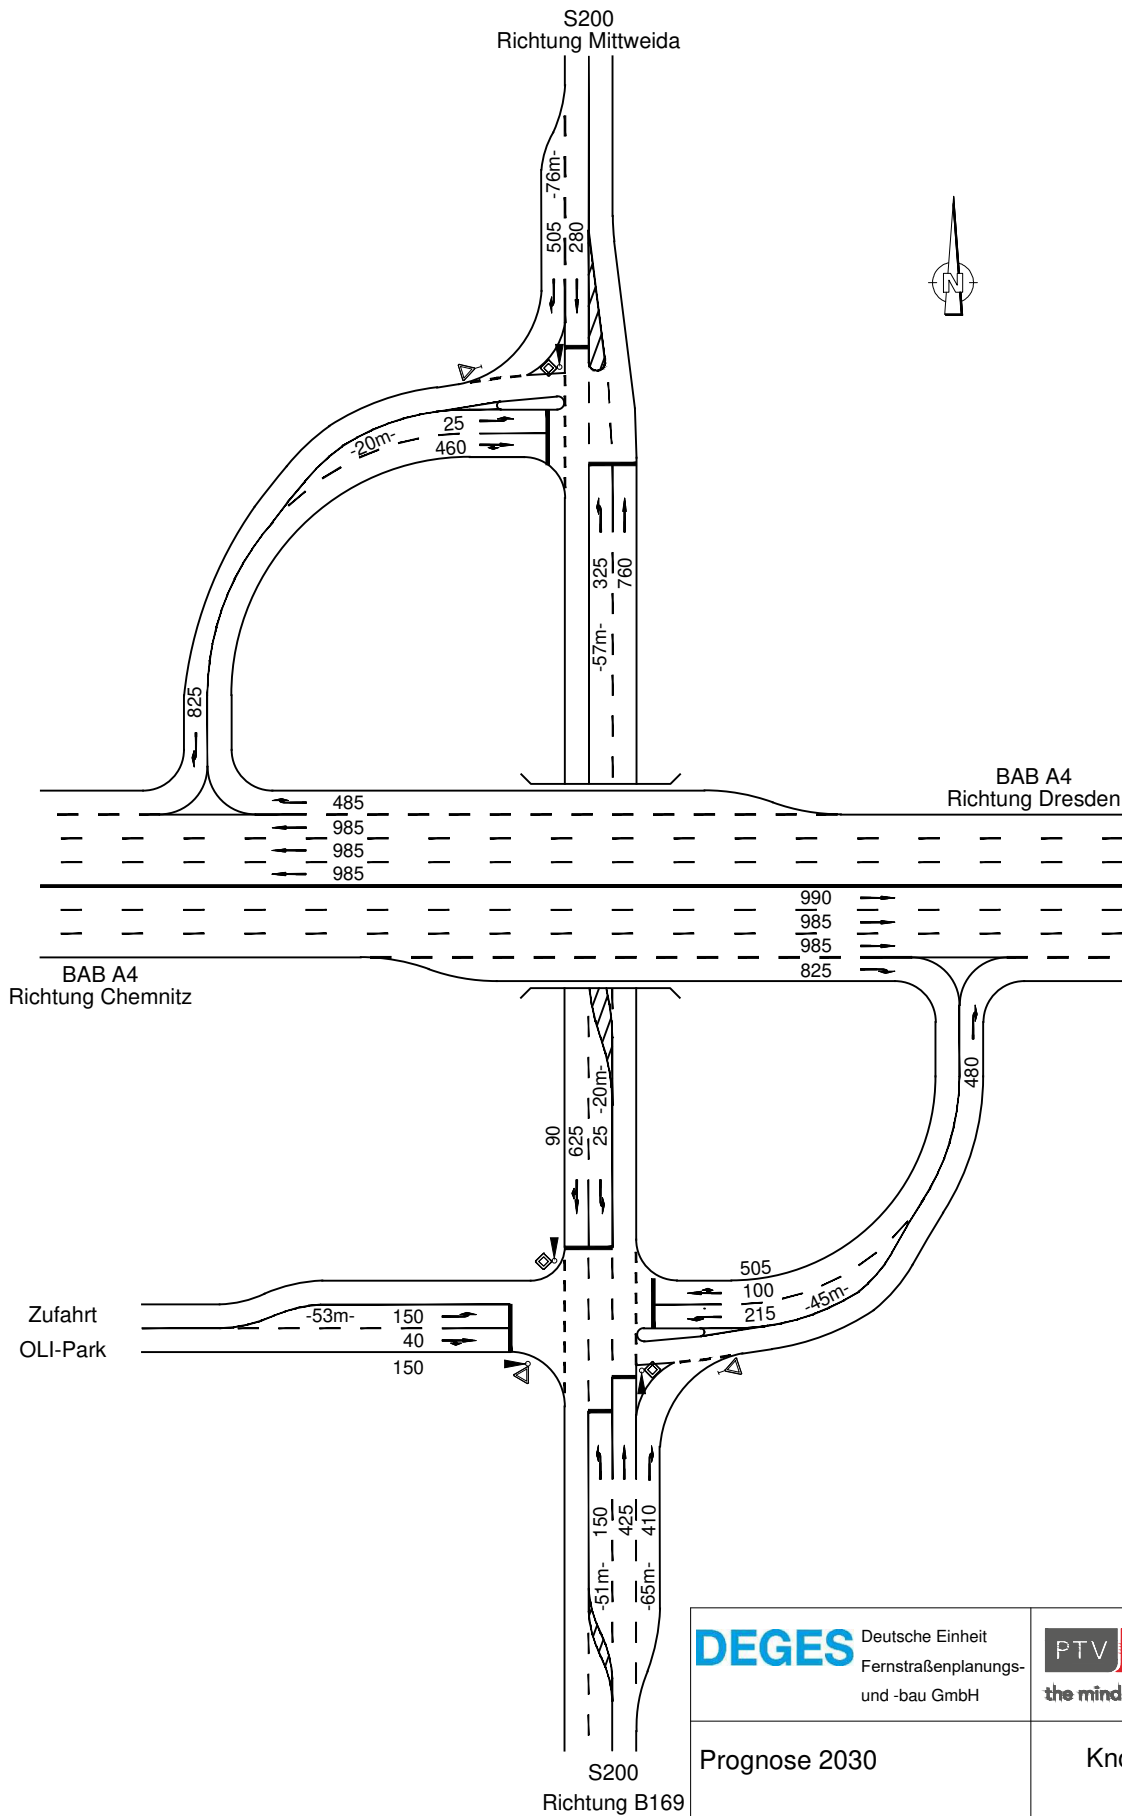 S200
Richtung Mittweida
-76m-
505
280
N
25
-20m-
460
325
760
-57m-
825
BAB A4
Richtung Dresden
485
985
985
985
990
985
985
825
BAB A4
Richtung Chemnitz
480
-20m-
90
625
25
505
100
215
-45m-
Zufahrt
OLI-Park
-53m-
150
40
150
150
425
410
-51m-
-65m-
DEGES
Deutsche Einheit
Fernstraßenplanungs-
und -bau GmbH
PTV
the mind
Prognose 2030
Kno
S200
Richtung B169